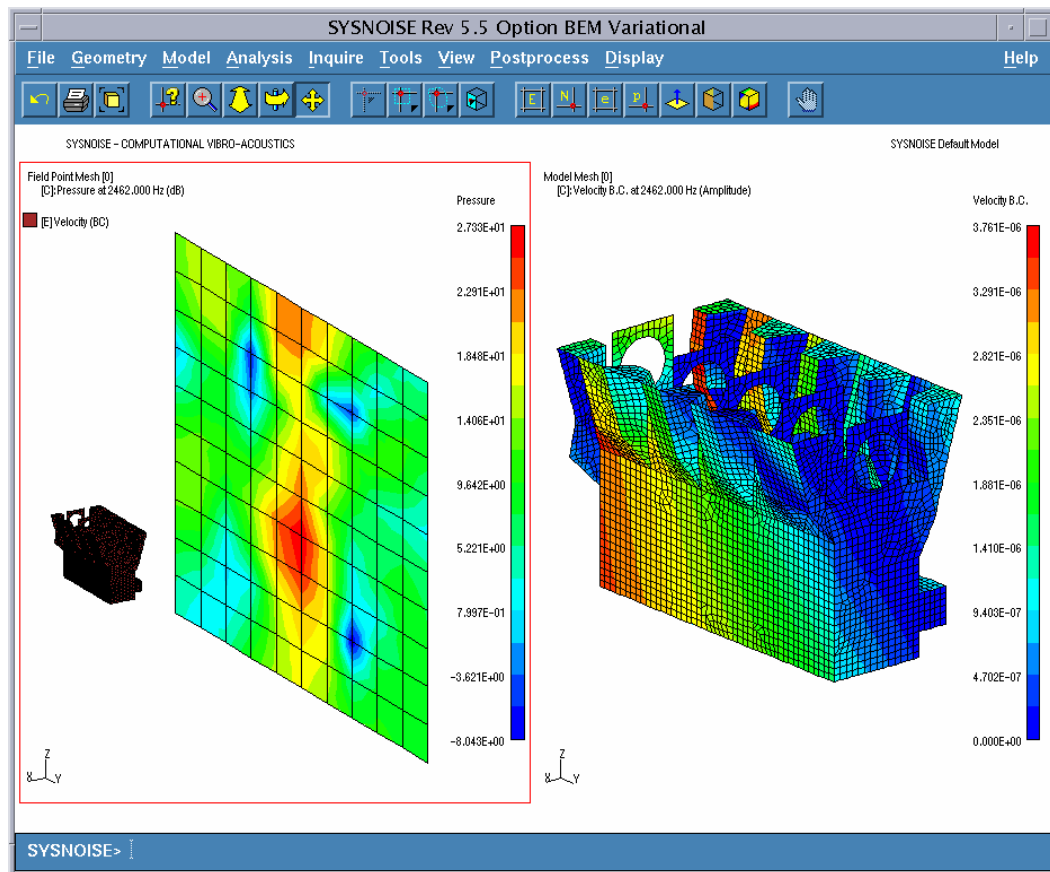 SYSNOISE Rev 5.5 Option BEM Variational
File Geometry Model Analysis Inquire Tools View Postprocess Display Help
E N e P
SYSNOISE - COMPUTATIONAL VIBRO-ACOUSTICS
SYSNOISE Default Model
Field Point Mesh [0]
[C]:Pressure at 2462.000 Hz (dB)
[E] Velocity (BC)
Pressure
2.733E+01
2.291E+01
1.848E+01
1.406E+01
9.642E+00
5.221E+00
7.997E-01
-3.621E+00
-8.043E+00
Z
X Y
Model Mesh [0]
[C]: Velocity B.C. at 2462.000 Hz (Amplitude)
Velocity B.C.
3.761E-06
3.291E-06
2.821E-06
2.351E-06
1.881E-06
1.410E-06
9.403E-07
4.702E-07
0.000E+00
Z
X Y
SYSNOISE>